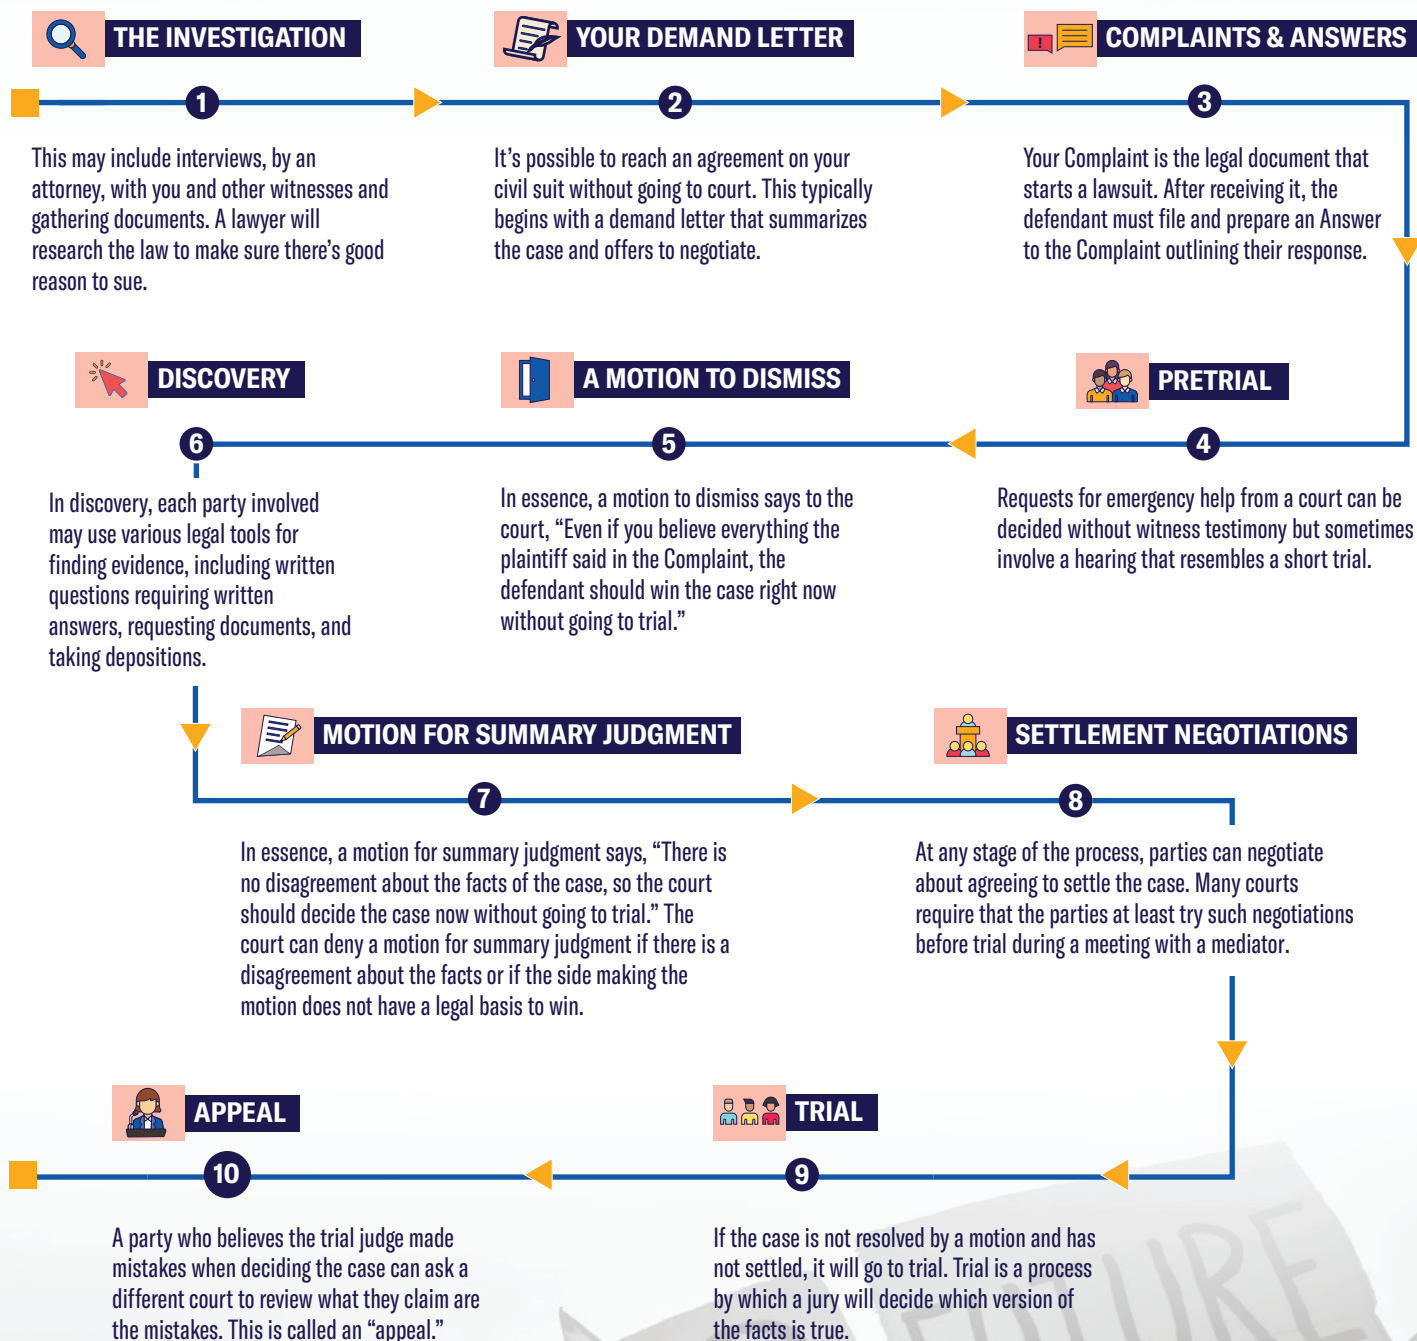 THE INVESTIGATION
1
This may include interviews, by an
attorney, with you and other witnesses and
gathering documents. A lawyer will
research the law to make sure there's good
reason to sue.
YOUR DEMAND LETTER
2
It's possible to reach an agreement on your
civil suit without going to court. This typically
begins with a demand letter that summarizes
the case and offers to negotiate.
!
COMPLAINTS & ANSWERS
3
Your Complaint is the legal document that
starts a lawsuit. After receiving it, the
defendant must file and prepare an Answer
to the Complaint outlining their response.
PRETRIAL
4
Requests for emergency help from a court can be
decided without witness testimony but sometimes
involve a hearing that resembles a short trial.
A MOTION TO DISMISS
5
In essence, a motion to dismiss says to the
court, “Even if you believe everything the
plaintiff said in the Complaint, the
defendant should win the case right now
without going to trial.”
DISCOVERY
6
In discovery, each party involved
may use various legal tools for
finding evidence, including written
questions requiring written
answers, requesting documents, and
taking depositions.
MOTION FOR SUMMARY JUDGMENT
7
In essence, a motion for summary judgment says, “There is
no disagreement about the facts of the case, so the court
should decide the case now without going to trial.” The
court can deny a motion for summary judgment if there is a
disagreement about the facts or if the side making the
motion does not have a legal basis to win.
SETTLEMENT NEGOTIATIONS
8
At any stage of the process, parties can negotiate
about agreeing to settle the case. Many courts
require that the parties at least try such negotiations
before trial during a meeting with a mediator.
TRIAL
9
If the case is not resolved by a motion and has
not settled, it will go to trial. Trial is a process
by which a jury will decide which version of
the facts is true.
APPEAL
10
A party who believes the trial judge made
mistakes when deciding the case can ask a
different court to review what they claim are
the mistakes. This is called an “appeal.”
FUTURE